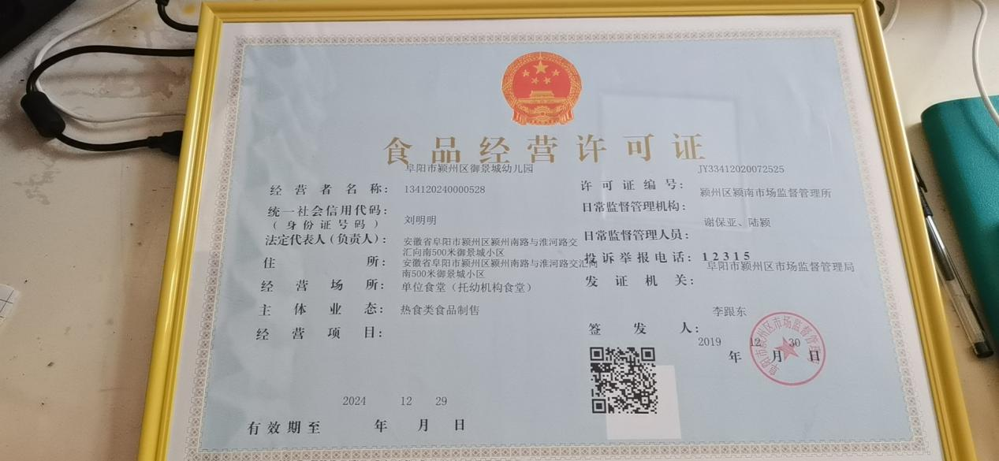 食品经营许可证
阜阳市颍州区御景城幼儿园
经营者名称：
134120240000528
统一社会信用代码：
（身份证号码）
刘明明
法定代表人（负责人）：
安徽省阜阳市颍州区颍州南路与淮河路交
汇向南500米御景城小区
住所：
安徽省阜阳市颍州区颍州南路与淮河路交汇向
南500米御景城小区
经营场所：
单位食堂（托幼机构食堂）
主体业态：
热食类食品制售
经营项目：
2024 12 29
有效期至 年 月 日
JY33412020072525
许可证编号：
颍州区颍南市场监督管理所
日常监督管理机构：
谢保亚、陆颍
日常监督管理人员：
投诉举报电话：12315
阜阳市颍州区市场监督管理局
发证机关：
李跟东
签发人：
2019 12 30
年 月 日
阜阳市颍州区市场监督管理局